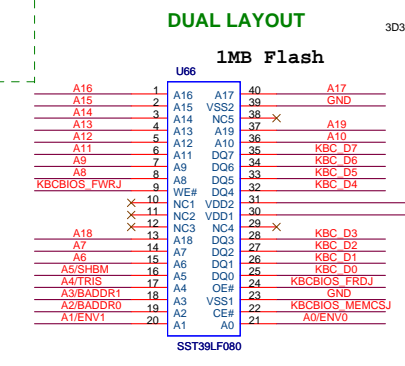 DUAL LAYOUT
3D3
1MB Flash
U66
A16 1 A16 A17 40 A17
A15 2 A15 VSS2 39 GND
A14 3 A14 NC5 38
A13 4 A13 A19 37 A19
A12 5 A12 A10 36 A10
A11 6 A11 DQ7 35 KBC_D7
A9 7 A9 DQ6 34 KBC_D6
A8 8 A8 DQ5 33 KBC_D5
KBCBIOS_FWRJ 9 WE# DQ4 32 KBC_D4
10 NC1 VDD2 31
11 NC2 VDD1 30
12 NC3 NC4 29
A18 13 A18 DQ3 28 KBC_D3
A7 14 A7 DQ2 27 KBC_D2
A6 15 A6 DQ1 26 KBC_D1
A5/SHBM 16 A5 DQ0 25 KBC_D0
A4/TRIS 17 A4 OE# 24 KBCBIOS_FRDJ
A3/BADDR1 18 A3 VSS1 23 GND
A2/BADDR0 19 A2 CE# 22 KBCBIOS_MEMCSJ
A1/ENV1 20 A1 A0 21 A0/ENV0
SST39LF080